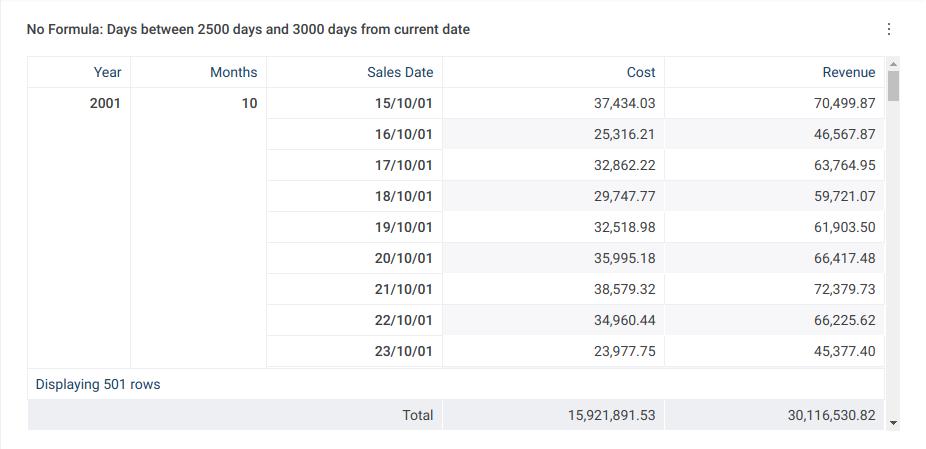 No Formula: Days between 2500 days and 3000 days from current date
Year Months Sales Date Cost Revenue
2001 10 15/10/01 37,434.03 70,499.87
16/10/01 25,316.21 46,567.87
17/10/01 32,862.22 63,764.95
18/10/01 29,747.77 59,721.07
19/10/01 32,518.98 61,903.50
20/10/01 35,995.18 66,417.48
21/10/01 38,579.32 72,379.73
22/10/01 34,960.44 66,225.62
23/10/01 23,977.75 45,377.40
Displaying 501 rows
Total 15,921,891.53 30,116,530.82